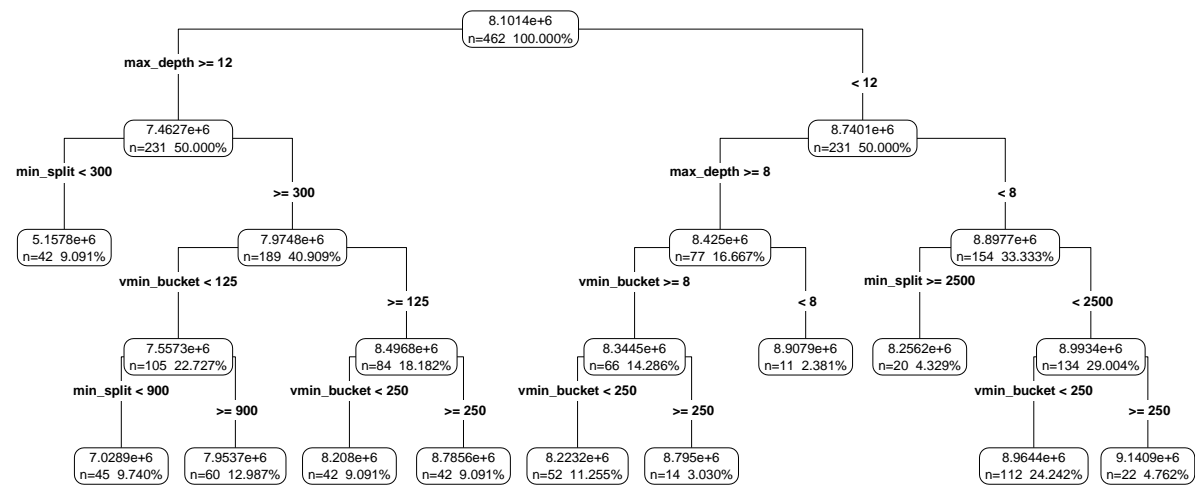 8.1014e+6
n=462 100.000%
max_depth >= 12
< 12
7.4627e+6
n=231 50.000%
8.7401e+6
n=231 50.000%
min_split < 300
>= 300
max_depth >= 8
< 8
5.1578e+6
n=42 9.091%
7.9748e+6
n=189 40.909%
8.425e+6
n=77 16.667%
8.8977e+6
n=154 33.333%
vmin_bucket < 125
>= 125
vmin_bucket >= 8
< 8
min_split >= 2500
< 2500
7.5573e+6
n=105 22.727%
8.4968e+6
n=84 18.182%
8.3445e+6
n=66 14.286%
8.9079e+6
n=11 2.381%
8.2562e+6
n=20 4.329%
8.9934e+6
n=134 29.004%
min_split < 900
>= 900
vmin_bucket < 250
>= 250
vmin_bucket < 250
>= 250
vmin_bucket < 250
>= 250
7.0289e+6
n=45 9.740%
7.9537e+6
n=60 12.987%
8.208e+6
n=42 9.091%
8.7856e+6
n=42 9.091%
8.2232e+6
n=52 11.255%
8.795e+6
n=14 3.030%
8.9644e+6
n=112 24.242%
9.1409e+6
n=22 4.762%